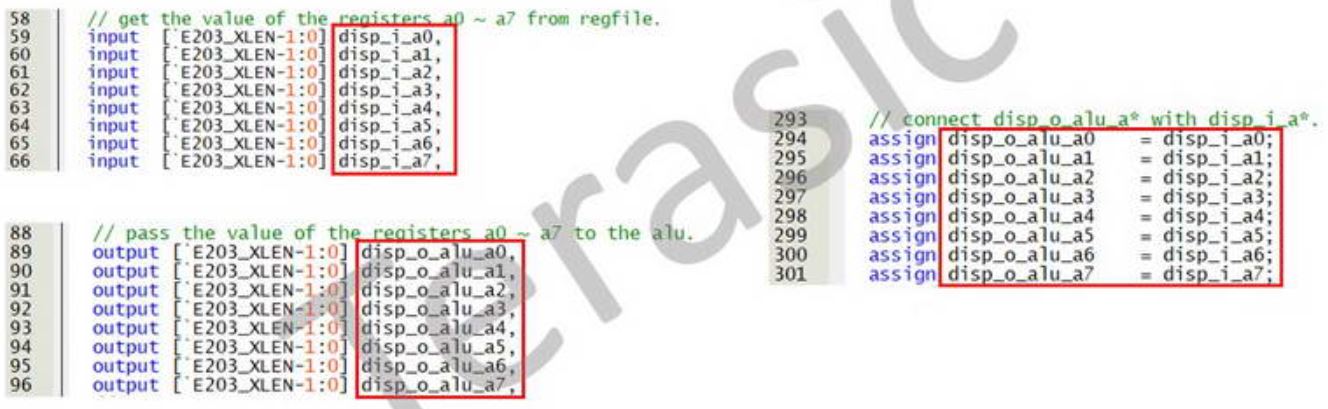 58 // get the value of the registers a0 ~ a7 from regfile.
59 input [`E203_XLEN-1:0] disp_i_a0,
60 input [`E203_XLEN-1:0] disp_i_a1,
61 input [`E203_XLEN-1:0] disp_i_a2,
62 input [`E203_XLEN-1:0] disp_i_a3,
63 input [`E203_XLEN-1:0] disp_i_a4,
64 input [`E203_XLEN-1:0] disp_i_a5,
65 input [`E203_XLEN-1:0] disp_i_a6,
66 input [`E203_XLEN-1:0] disp_i_a7,
88 // pass the value of the registers a0 ~ a7 to the alu.
89 output [`E203_XLEN-1:0] disp_o_alu_a0,
90 output [`E203_XLEN-1:0] disp_o_alu_a1,
91 output [`E203_XLEN-1:0] disp_o_alu_a2,
92 output [`E203_XLEN-1:0] disp_o_alu_a3,
93 output [`E203_XLEN-1:0] disp_o_alu_a4,
94 output [`E203_XLEN-1:0] disp_o_alu_a5,
95 output [`E203_XLEN-1:0] disp_o_alu_a6,
96 output [`E203_XLEN-1:0] disp_o_alu_a7,
293 // connect disp_o_alu_a* with disp_i_a*.
294 assign disp_o_alu_a0 = disp_i_a0;
295 assign disp_o_alu_a1 = disp_i_a1;
296 assign disp_o_alu_a2 = disp_i_a2;
297 assign disp_o_alu_a3 = disp_i_a3;
298 assign disp_o_alu_a4 = disp_i_a4;
299 assign disp_o_alu_a5 = disp_i_a5;
300 assign disp_o_alu_a6 = disp_i_a6;
301 assign disp_o_alu_a7 = disp_i_a7;
Terasic